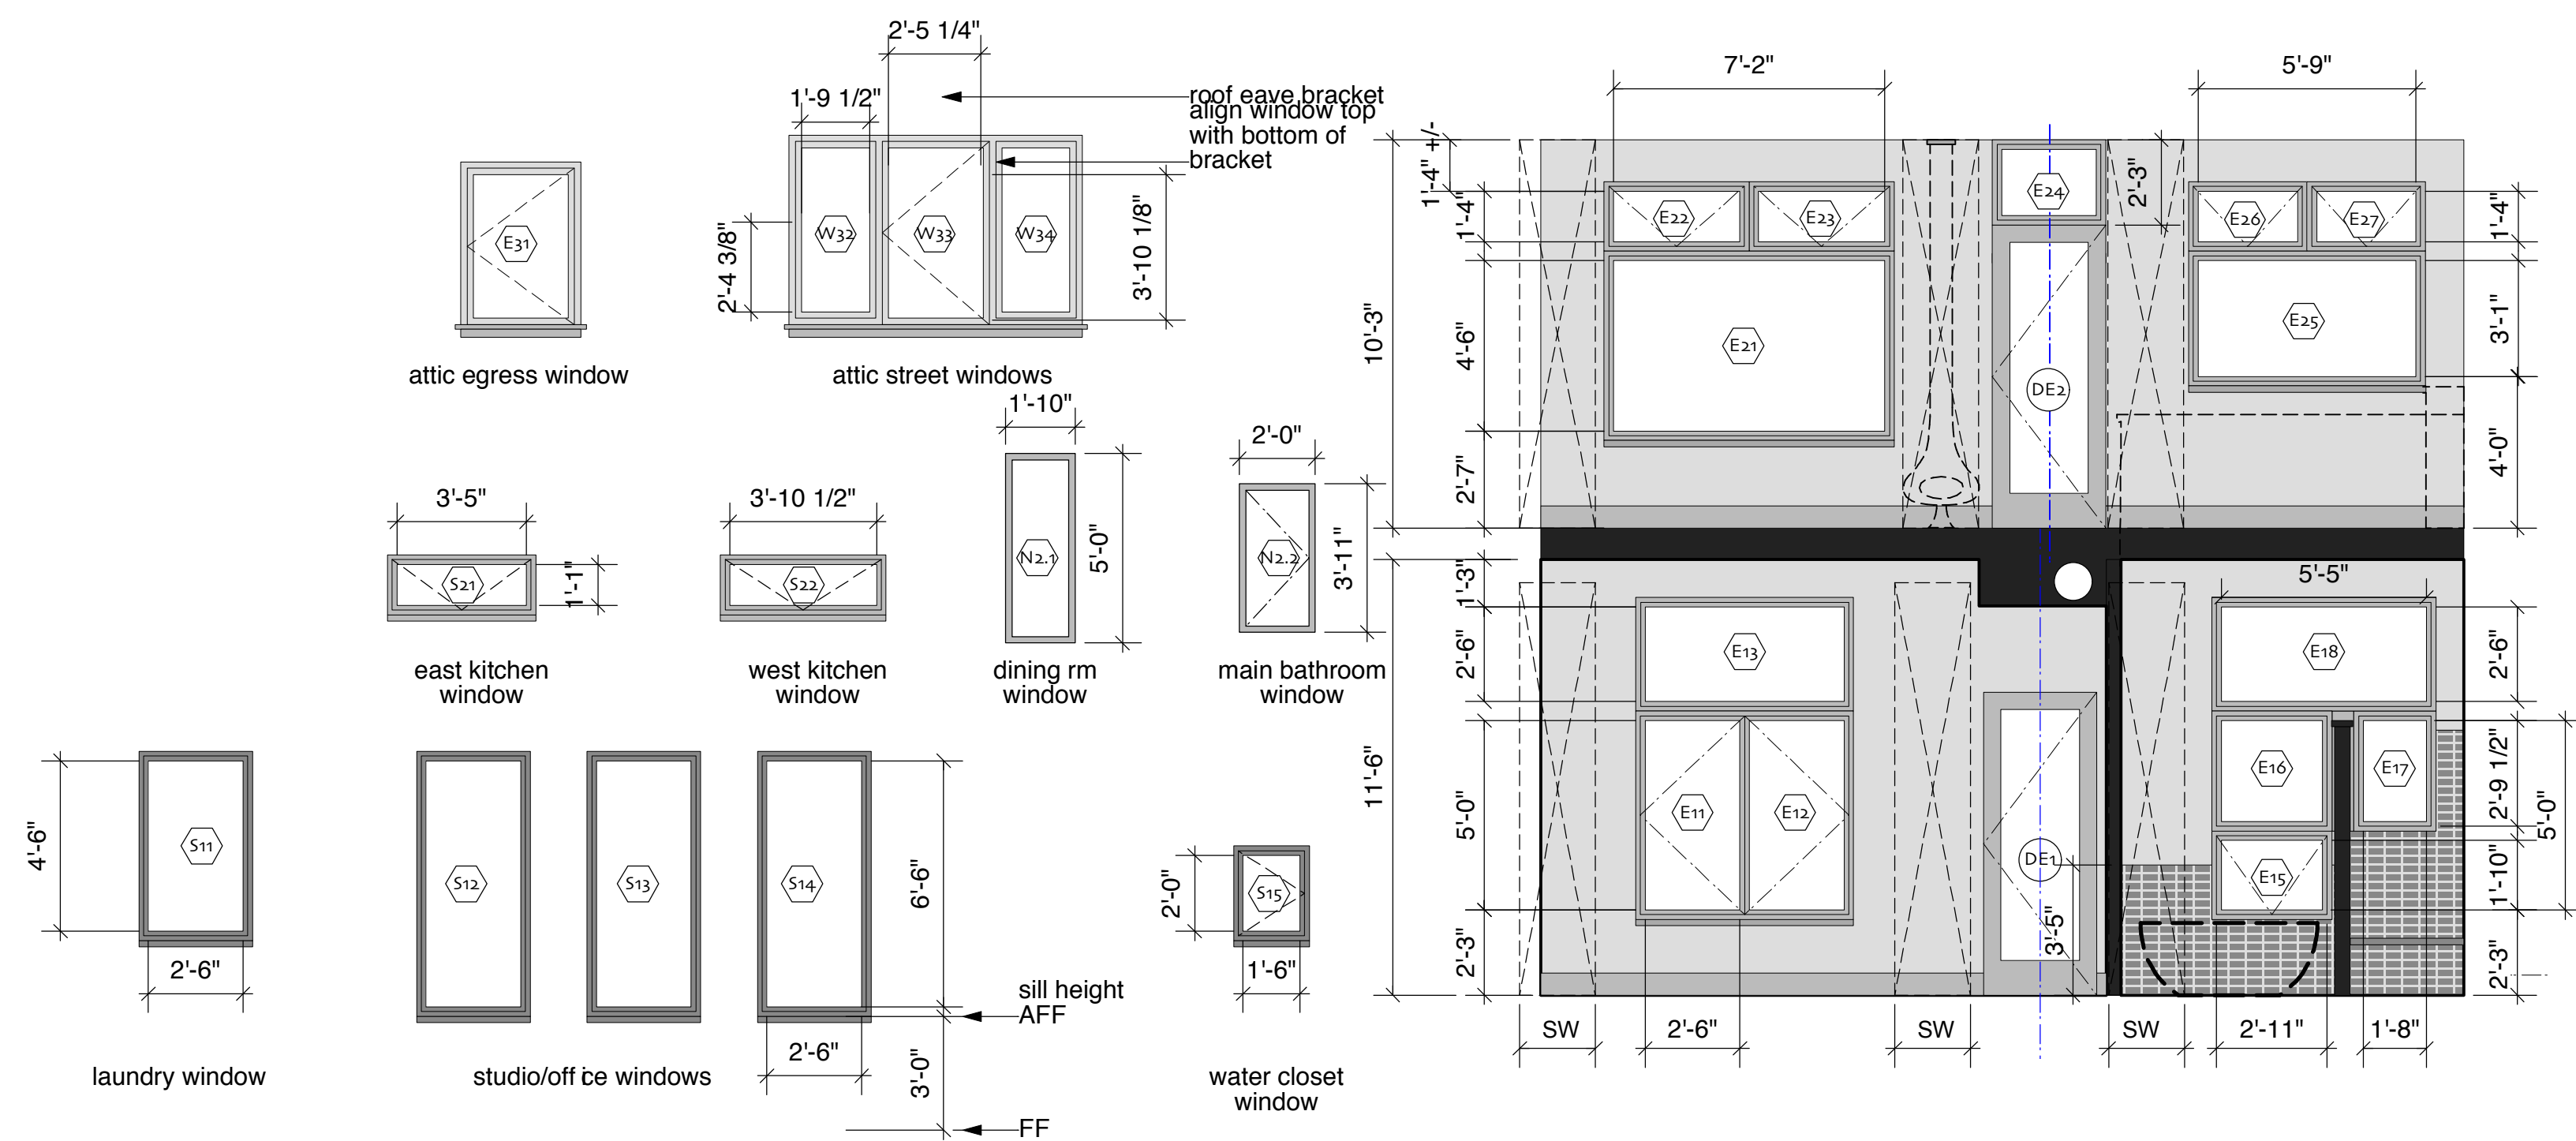 2'-5 1/4"
1'-9 1/2"
roof eave bracket
align window top
with bottom of
bracket
E31
W32
W33
W34
2'-4 3/8"
3'-10 1/8"
attic egress window
attic street windows
3'-5"
S21
1'-1"
east kitchen
window
3'-10 1/2"
S22
west kitchen
window
1'-10"
N2.1
5'-0"
dining rm
window
2'-0"
N2.2
3'-11"
main bathroom
window
4'-6"
S11
2'-6"
laundry window
S12
S13
S14
6'-6"
2'-6"
3'-0"
sill height
AFF
FF
studio/office windows
2'-0"
S15
1'-6"
water closet
window
7'-2"
5'-9"
10'-3"
1'-4" +/-
1'-4"
4'-6"
2'-7"
E22
E23
E21
E24
DE2
2'-3"
E26
E27
E25
1'-4"
3'-1"
4'-0"
11'-6"
1'-3"
2'-6"
5'-0"
2'-3"
E13
E11
E12
DE1
3'-5"
5'-5"
E18
E16
E17
E15
2'-6"
2'-9 1/2"
1'-10"
2'-3"
5'-0"
SW
2'-6"
SW
SW
2'-11"
1'-8"